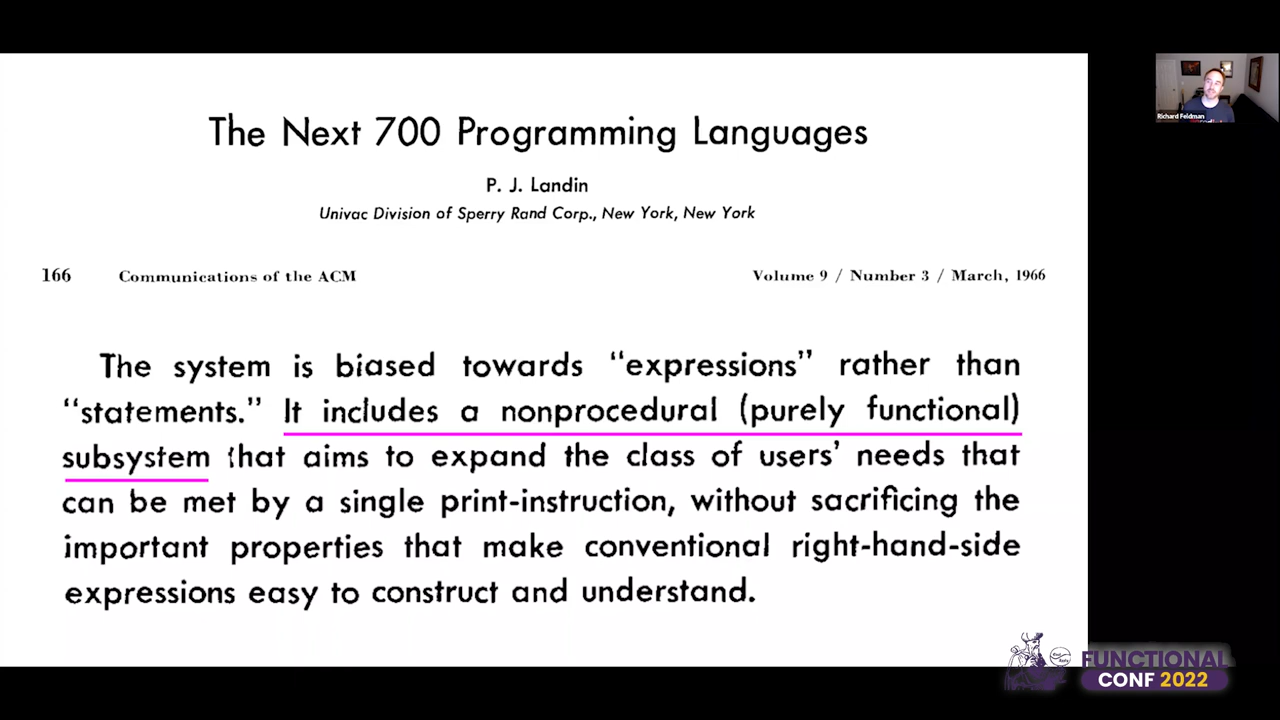 The Next 700 Programming Languages
P. J. Landin
Univac Division of Sperry Rand Corp., New York, New York
166 Communications of the ACM Volume 9 / Number 3 / March, 1966
The system is biased towards “expressions” rather than
“statements.” It includes a nonprocedural (purely functional)
subsystem that aims to expand the class of users’ needs that
can be met by a single print-instruction, without sacrificing the
important properties that make conventional right-hand-side
expressions easy to construct and understand.
Richard Feldman
FUNCTIONAL
CONF 2022